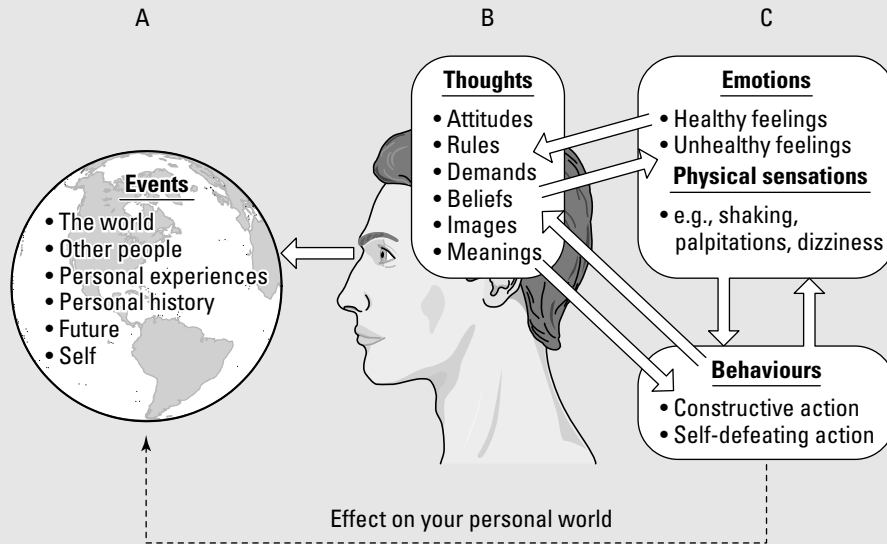 A
B
C
Events
• The world
• Other people
• Personal experiences
• Personal history
• Future
• Self
Thoughts
• Attitudes
• Rules
• Demands
• Beliefs
• Images
• Meanings
Emotions
• Healthy feelings
• Unhealthy feelings
Physical sensations
• e.g., shaking,
palpitations, dizziness
Behaviours
• Constructive action
• Self-defeating action
Effect on your personal world